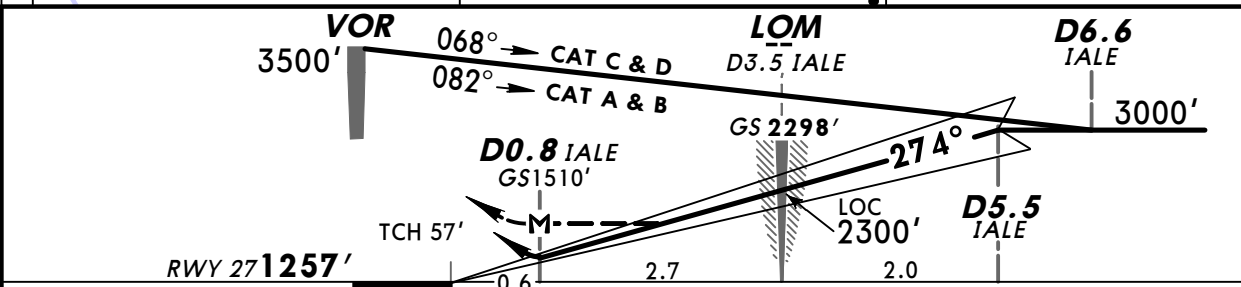 VOR
3500'
068° CAT C & D
082° CAT A & B
LOM
D3.5 IALE
GS 2298'
D6.6
IALE
3000'
274°
D0.8 IALE
GS1510'
M
LOC
2300'
D5.5
IALE
TCH 57'
RWY 27 1257'
0.6
2.7
2.0